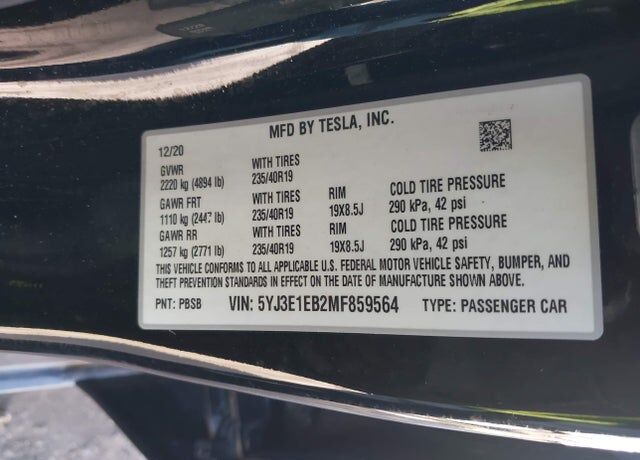 MFD BY TESLA, INC.
12/20
GVWR WITH TIRES
2220 kg (4894 lb) 235/40R19
GAWR FRT WITH TIRES RIM COLD TIRE PRESSURE
1110 kg (2447 lb) 235/40R19 19X8.5J 290 kPa, 42 psi
GAWR RR WITH TIRES RIM COLD TIRE PRESSURE
1257 kg (2771 lb) 235/40R19 19X8.5J 290 kPa, 42 psi
THIS VEHICLE CONFORMS TO ALL APPLICABLE U.S. FEDERAL MOTOR VEHICLE SAFETY, BUMPER, AND
THEFT PREVENTION STANDARDS IN EFFECT ON THE DATE OF MANUFACTURE SHOWN ABOVE.
PNT: PBSB VIN: 5YJ3E1EB2MF859564 TYPE: PASSENGER CAR